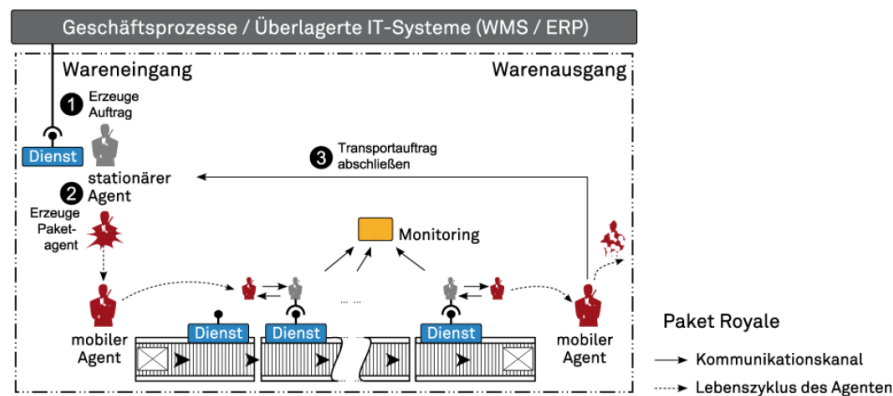 Geschäftsprozesse / Überlagerte IT-Systeme (WMS / ERP)
Wareneingang
Warenausgang
1 Erzeuge
Auftrag
Dienst
stationärer
Agent
3 Transportauftrag
abschließen
2
Erzeuge
Paket-
agent
Monitoring
... ...
mobiler
Agent
Dienst
Dienst
Dienst
mobiler
Agent
Paket Royale
Kommunikationskanal
Lebenszyklus des Agenten